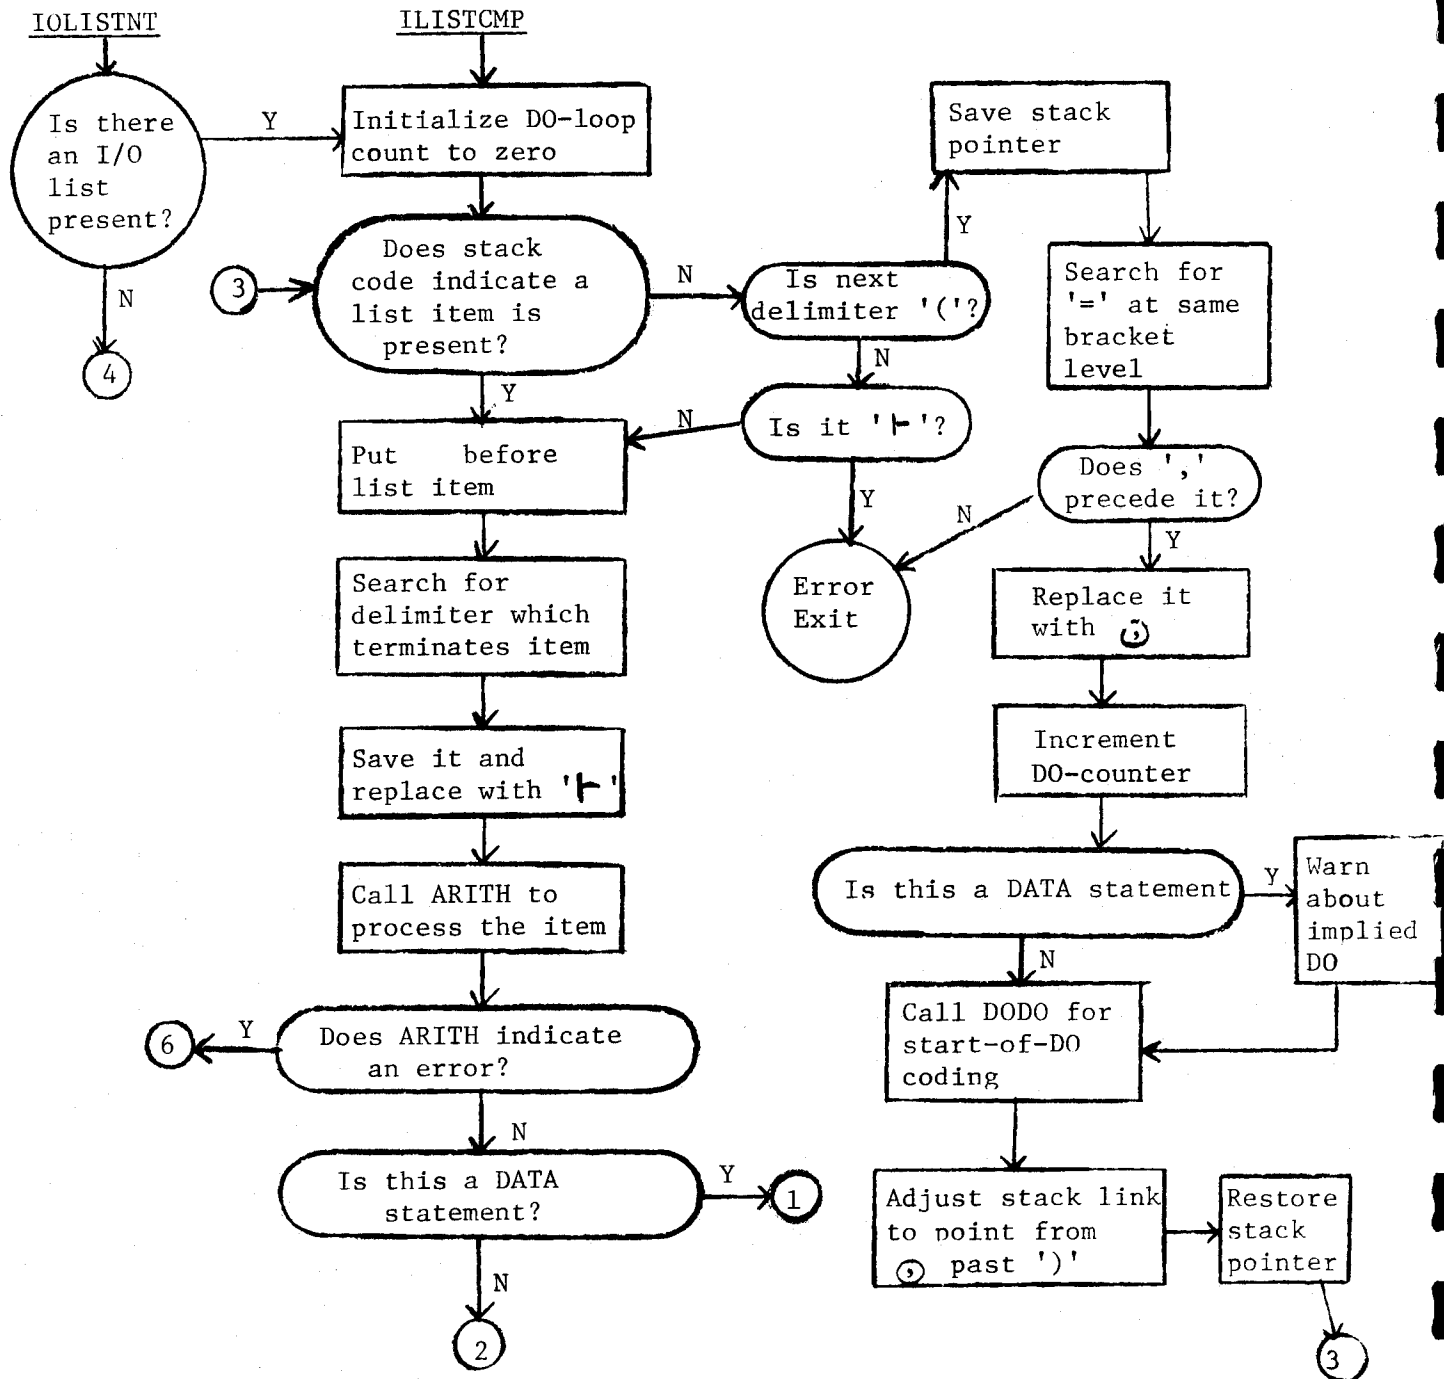 IOLISTNT
ILISTCMP
Is there
an I/O
list
present?
Y
N
4
Initialize DO-loop
count to zero
3
Does stack
code indicate a
list item is
present?
N
Y
Is next
delimiter '('?
Y
N
Is it '⊢'?
N
Y
Error
Exit
Save stack
pointer
Search for
'=' at same
bracket
level
Does ','
precede it?
N
Y
Replace it
with
Increment
DO-counter
Is this a DATA statement
Y
N
Warn
about
implied
DO
Call DODO for
start-of-DO
coding
Adjust stack link
to point from
, past ')'
Restore
stack
pointer
3
Put before
list item
Search for
delimiter which
terminates item
Save it and
replace with '⊢'
Call ARITH to
process the item
Does ARITH indicate
an error?
Y
6
N
Is this a DATA
statement?
Y
1
N
2